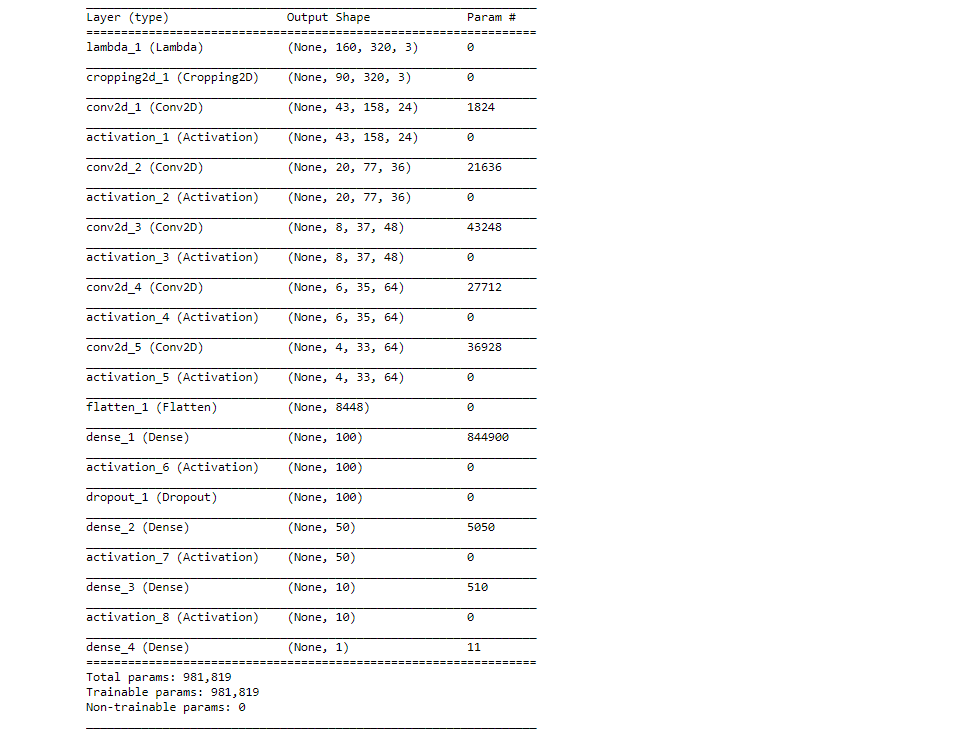 Layer (type) Output Shape Param #
=================================================================
lambda_1 (Lambda) (None, 160, 320, 3) 0
cropping2d_1 (Cropping2D) (None, 90, 320, 3) 0
conv2d_1 (Conv2D) (None, 43, 158, 24) 1824
activation_1 (Activation) (None, 43, 158, 24) 0
conv2d_2 (Conv2D) (None, 20, 77, 36) 21636
activation_2 (Activation) (None, 20, 77, 36) 0
conv2d_3 (Conv2D) (None, 8, 37, 48) 43248
activation_3 (Activation) (None, 8, 37, 48) 0
conv2d_4 (Conv2D) (None, 6, 35, 64) 27712
activation_4 (Activation) (None, 6, 35, 64) 0
conv2d_5 (Conv2D) (None, 4, 33, 64) 36928
activation_5 (Activation) (None, 4, 33, 64) 0
flatten_1 (Flatten) (None, 8448) 0
dense_1 (Dense) (None, 100) 844900
activation_6 (Activation) (None, 100) 0
dropout_1 (Dropout) (None, 100) 0
dense_2 (Dense) (None, 50) 5050
activation_7 (Activation) (None, 50) 0
dense_3 (Dense) (None, 10) 510
activation_8 (Activation) (None, 10) 0
dense_4 (Dense) (None, 1) 11
=================================================================
Total params: 981,819
Trainable params: 981,819
Non-trainable params: 0